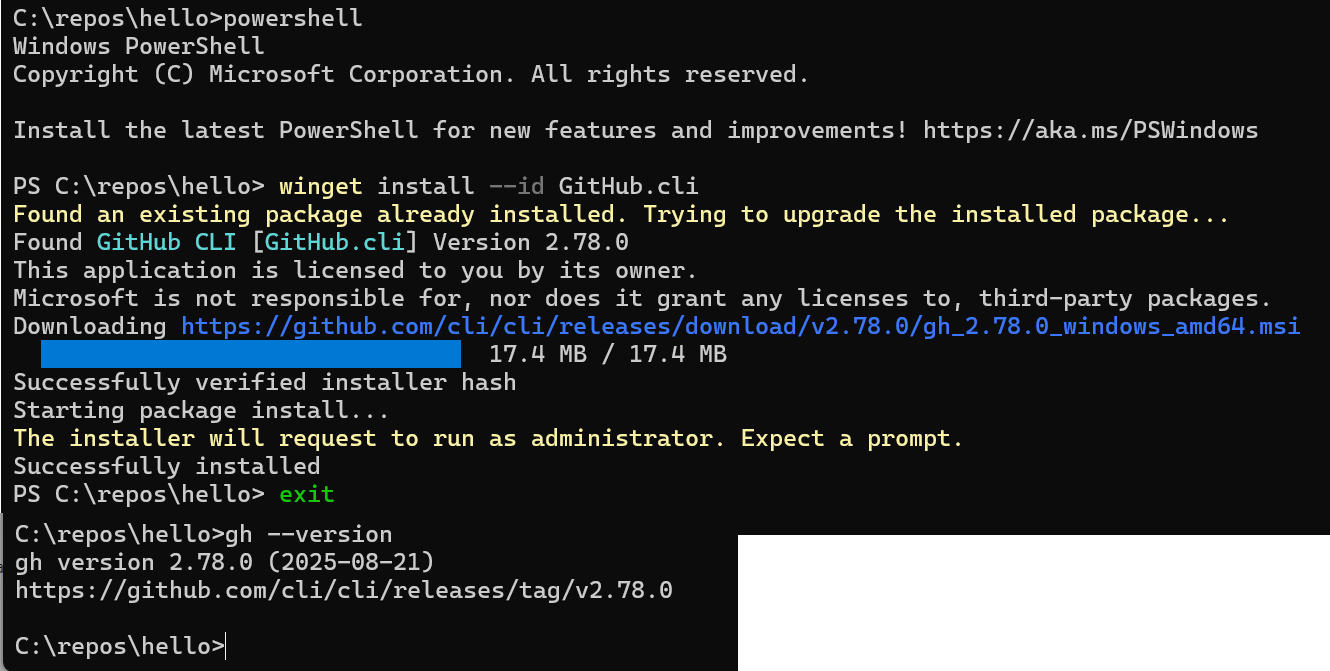 C:\repos\hello>powershell
Windows PowerShell
Copyright (C) Microsoft Corporation. All rights reserved.
Install the latest PowerShell for new features and improvements! https://aka.ms/PSWindows
PS C:\repos\hello> winget install --id GitHub.cli
Found an existing package already installed. Trying to upgrade the installed package...
Found GitHub CLI [GitHub.cli] Version 2.78.0
This application is licensed to you by its owner.
Microsoft is not responsible for, nor does it grant any licenses to, third-party packages.
Downloading https://github.com/cli/cli/releases/download/v2.78.0/gh_2.78.0_windows_amd64.msi
17.4 MB / 17.4 MB
Successfully verified installer hash
Starting package install...
The installer will request to run as administrator. Expect a prompt.
Successfully installed
PS C:\repos\hello> exit
C:\repos\hello>gh --version
gh version 2.78.0 (2025-08-21)
https://github.com/cli/cli/releases/tag/v2.78.0
C:\repos\hello>